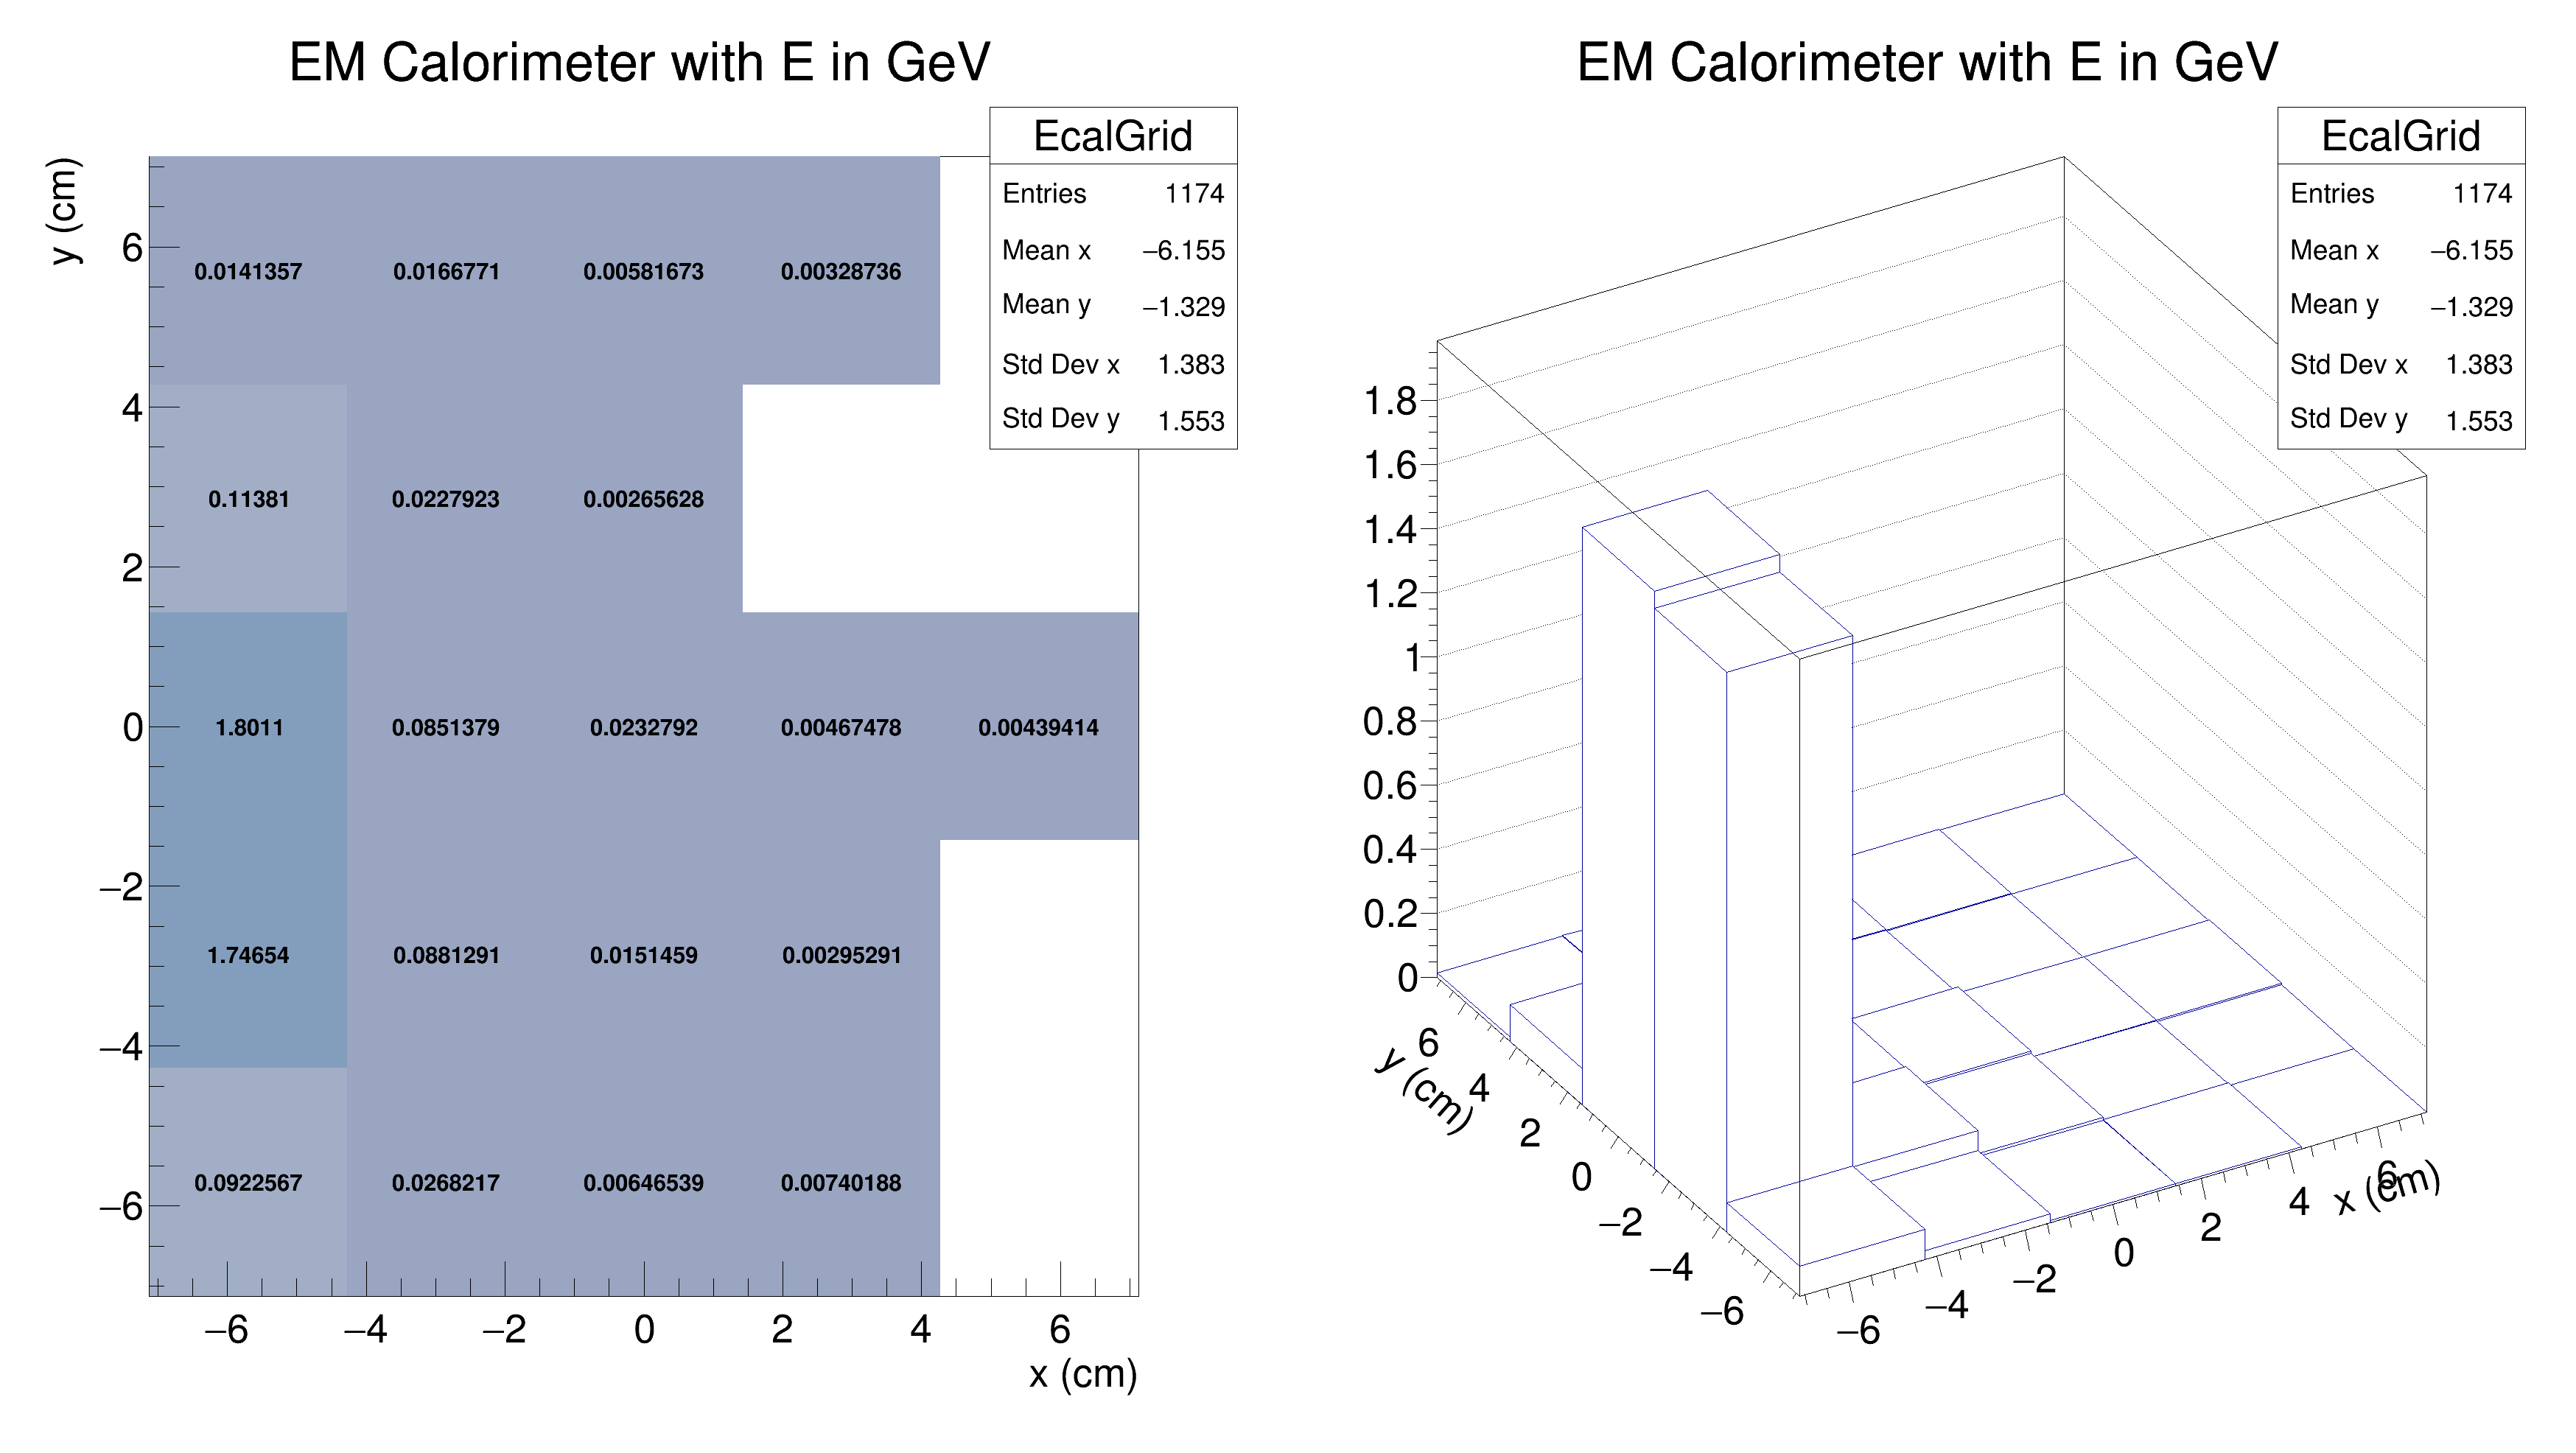 EM Calorimeter with E in GeV
y (cm)
EcalGrid
Entries 1174
Mean x −6.155
Mean y −1.329
Std Dev x 1.383
Std Dev y 1.553
6
4
2
0
−2
−4
−6
0.0141357 0.0166771 0.00581673 0.00328736
0.11381 0.0227923 0.00265628
1.8011 0.0851379 0.0232792 0.00467478 0.00439414
1.74654 0.0881291 0.0151459 0.00295291
0.0922567 0.0268217 0.00646539 0.00740188
−6 −4 −2 0 2 4 6
x (cm)
EM Calorimeter with E in GeV
EcalGrid
Entries 1174
Mean x −6.155
Mean y −1.329
Std Dev x 1.383
Std Dev y 1.553
1.8
1.6
1.4
1.2
1
0.8
0.6
0.4
0.2
0
y (cm)
6
4
2
0
−2
−4
−6
−6 −4 −2 0 2 4 6
x (cm)